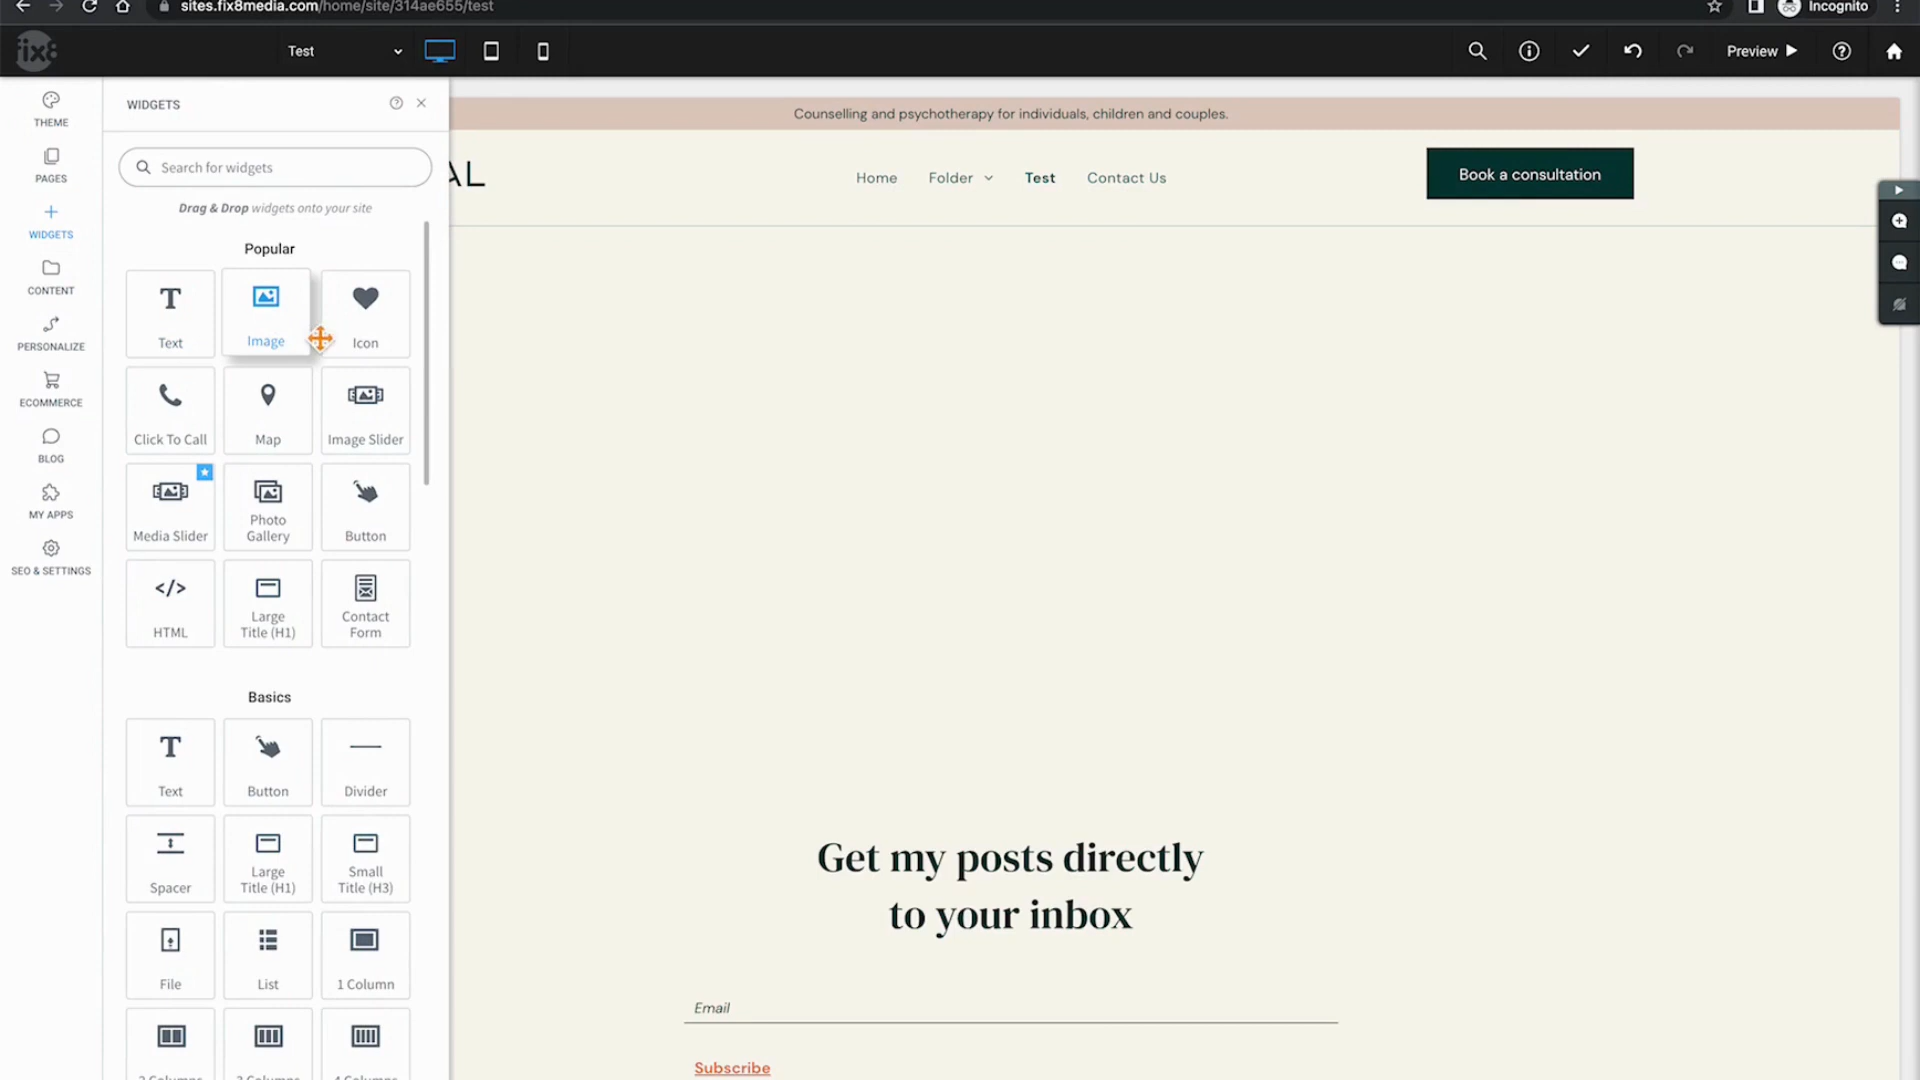 sites.fix8media.com/home/site/314ae655/test
Incognito
fix8
Test
Preview
WIDGETS
Search for widgets
Drag & Drop widgets onto your site
THEME
PAGES
WIDGETS
CONTENT
PERSONALIZE
ECOMMERCE
BLOG
MY APPS
SEO & SETTINGS
Popular
Text
Image
Icon
Click To Call
Map
Image Slider
Media Slider
Photo
Gallery
Button
HTML
Large
Title (H1)
Contact
Form
Basics
Text
Button
Divider
Spacer
Large
Title (H1)
Small
Title (H3)
File
List
1 Column
Counselling and psychotherapy for individuals, children and couples.
AL
Home
Folder
Test
Contact Us
Book a consultation
Get my posts directly
to your inbox
Email
Subscribe